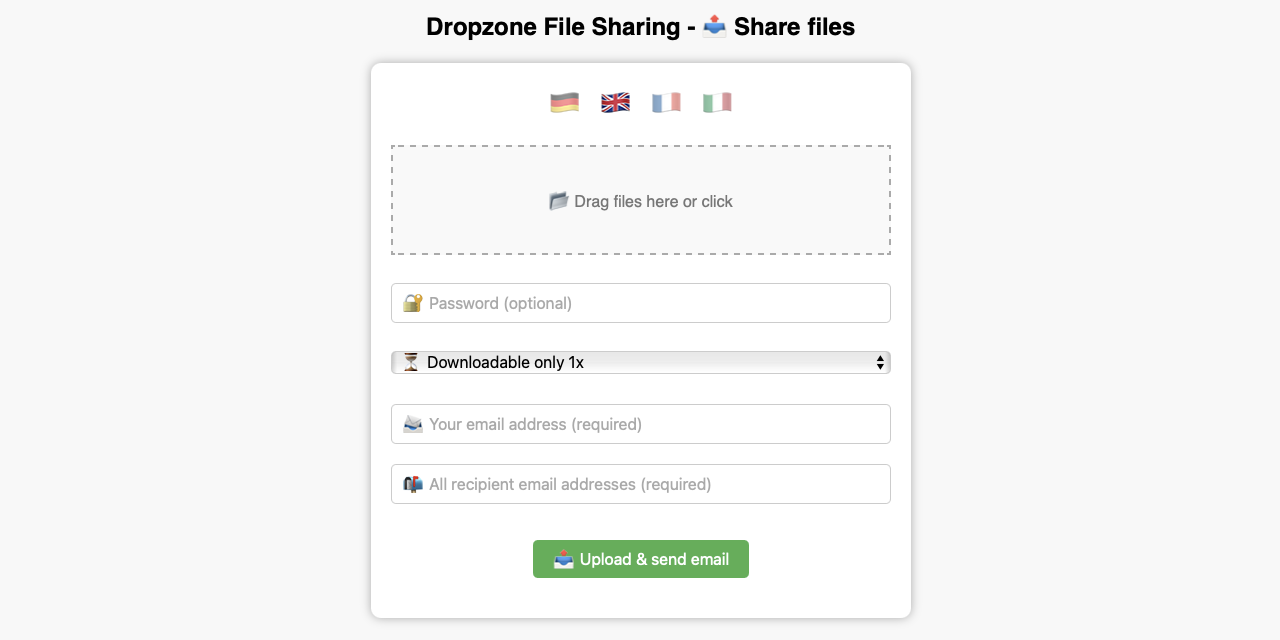 Dropzone File Sharing - 📤 Share files
📂 Drag files here or click
🔐 Password (optional)
⏳ Downloadable only 1x
📨 Your email address (required)
📬 All recipient email addresses (required)
📤 Upload & send email